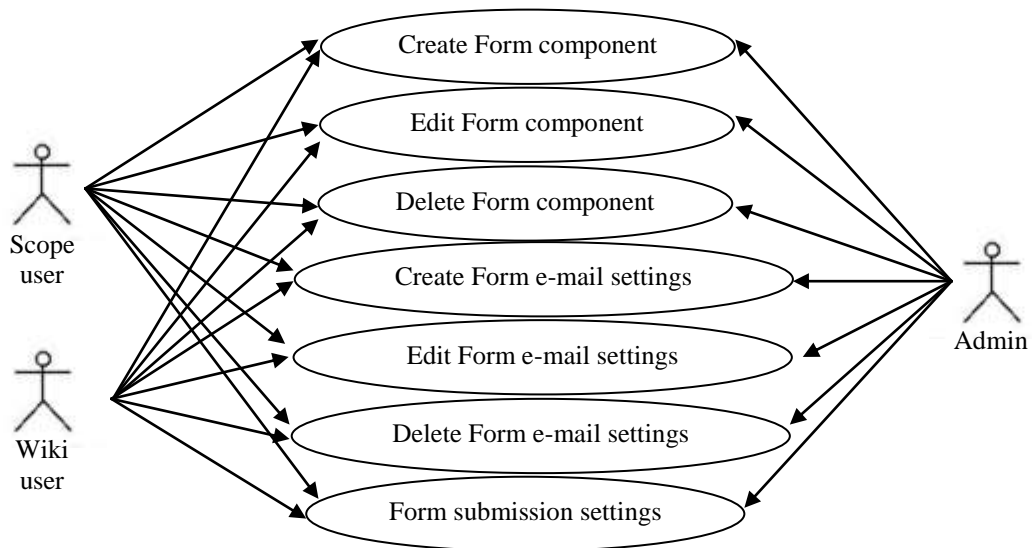 Create Form component
Edit Form component
Delete Form component
Scope
user
Create Form e-mail settings
Admin
Edit Form e-mail settings
Wiki
user
Delete Form e-mail settings
Form submission settings